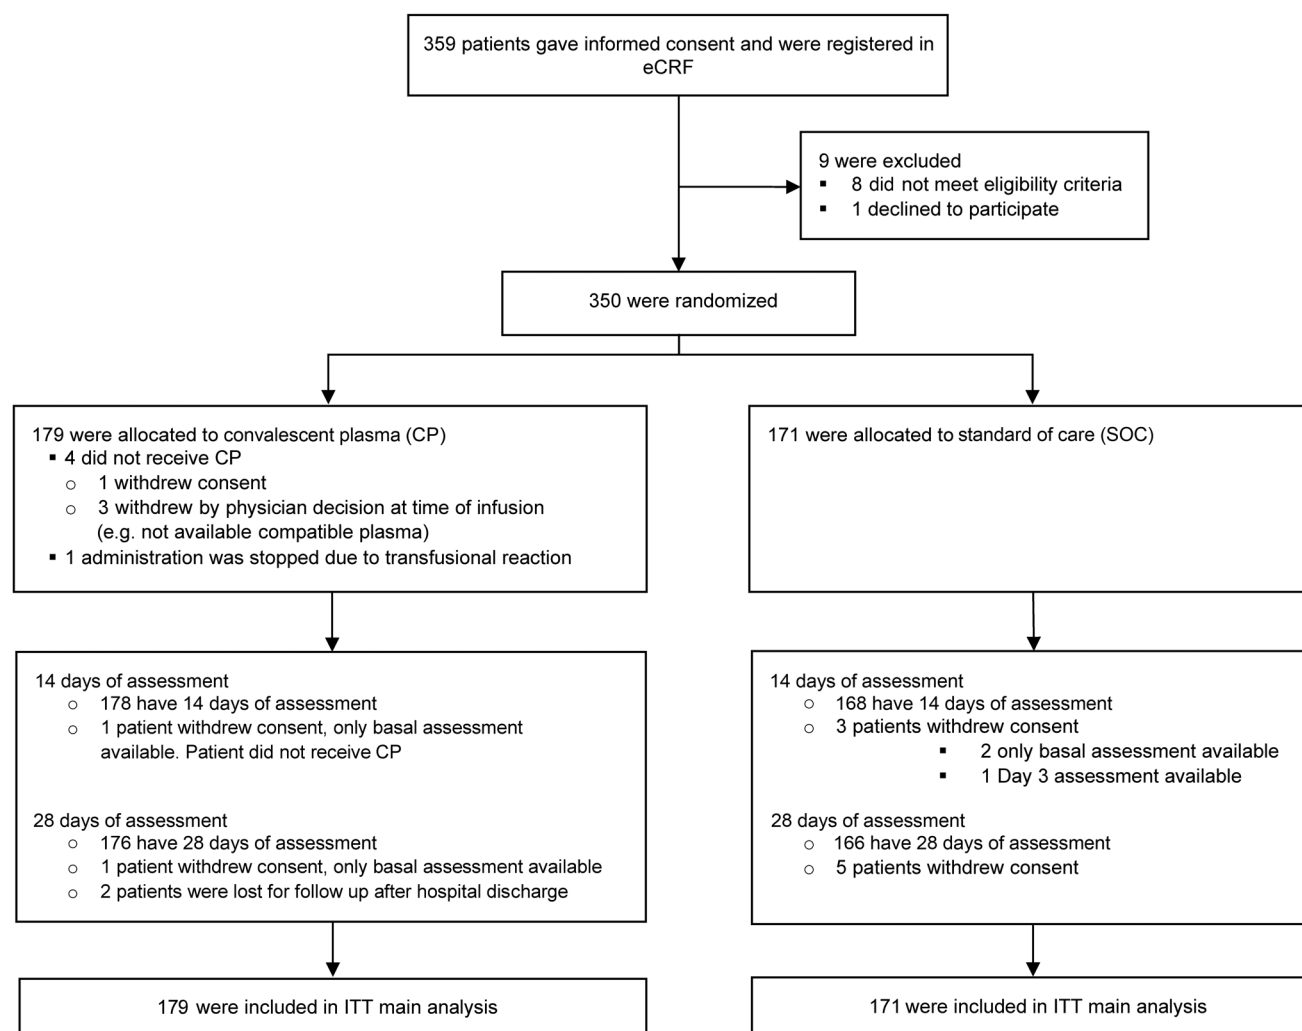 359 patients gave informed consent and were registered in
eCRF
9 were excluded
▪ 8 did not meet eligibility criteria
▪ 1 declined to participate
350 were randomized
179 were allocated to convalescent plasma (CP)
▪ 4 did not receive CP
○ 1 withdrew consent
○ 3 withdrew by physician decision at time of infusion
(e.g. not available compatible plasma)
▪ 1 administration was stopped due to transfusional reaction
171 were allocated to standard of care (SOC)
14 days of assessment
○ 178 have 14 days of assessment
○ 1 patient withdrew consent, only basal assessment
available. Patient did not receive CP
28 days of assessment
○ 176 have 28 days of assessment
○ 1 patient withdrew consent, only basal assessment available
○ 2 patients were lost for follow up after hospital discharge
14 days of assessment
○ 168 have 14 days of assessment
○ 3 patients withdrew consent
▪ 2 only basal assessment available
▪ 1 Day 3 assessment available
28 days of assessment
○ 166 have 28 days of assessment
○ 5 patients withdrew consent
179 were included in ITT main analysis
171 were included in ITT main analysis